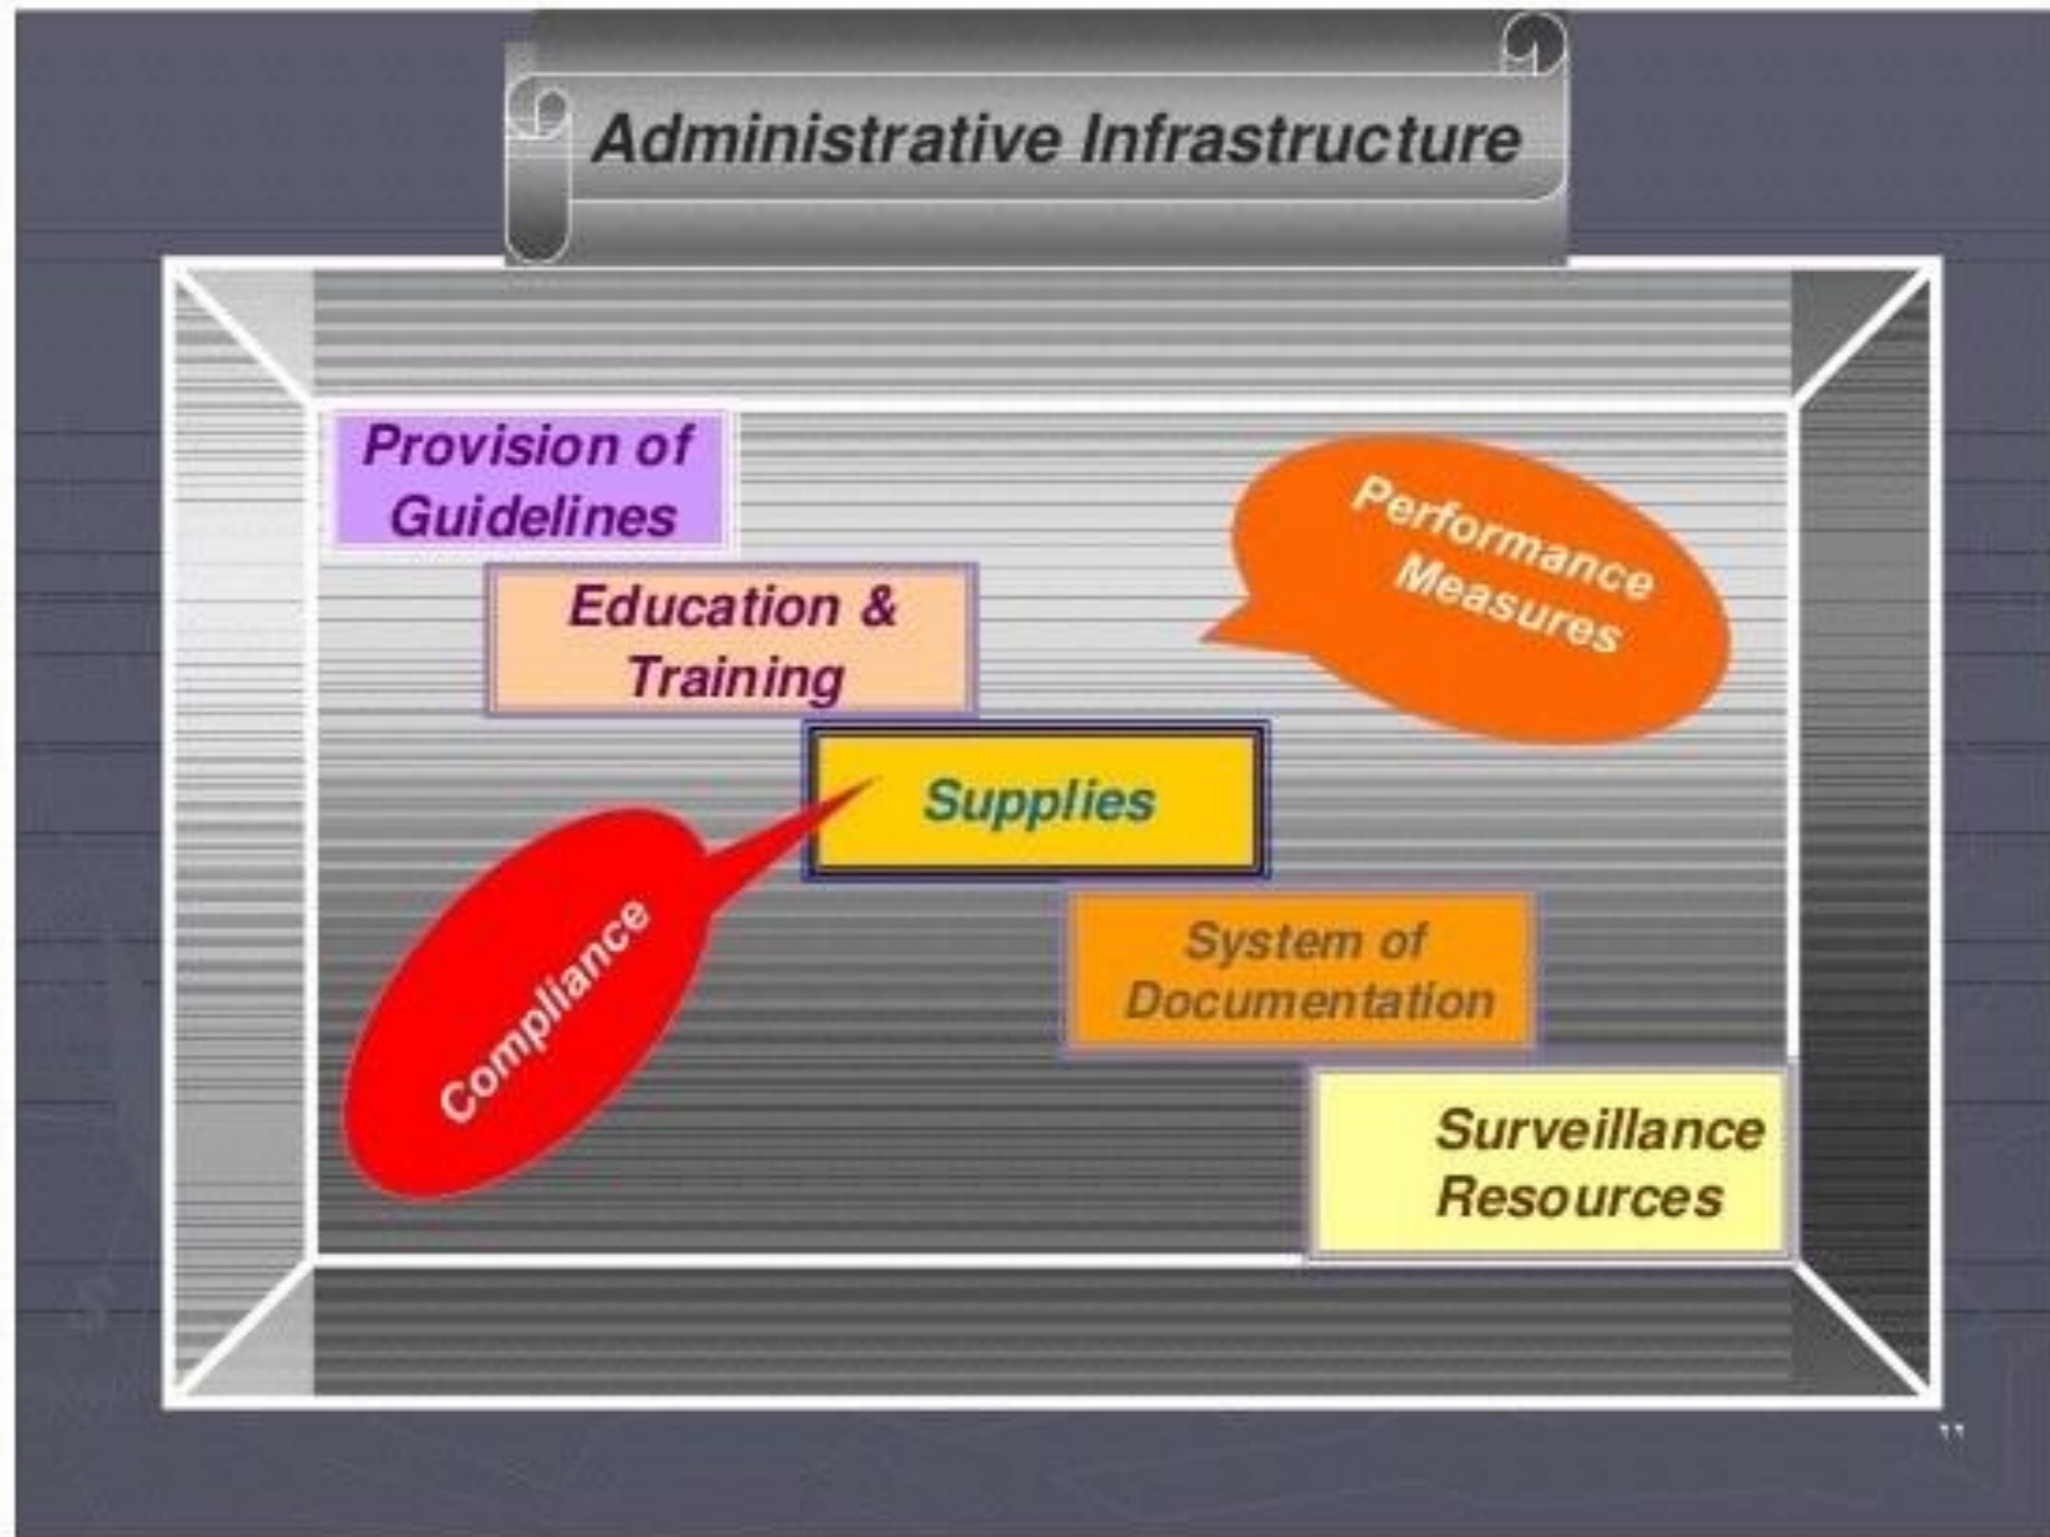 Administrative Infrastructure
Provision of
Guidelines
Education &
Training
Performance
Measures
Supplies
Compliance
System of
Documentation
Surveillance
Resources